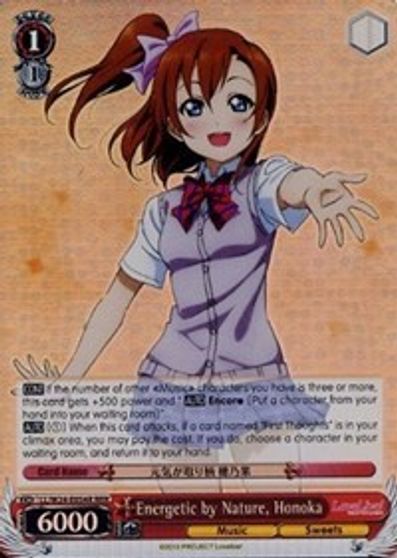 1
1
CONT If the number of other «Music» characters you have is three or more,
this card gets +500 power and "AUTO Encore [Put a character from your
hand into your waiting room]".
AUTO [(1)] When this card attacks, if a card named "First Thoughts" is in your
climax area, you may pay the cost. If you do, choose a character in your
waiting room, and return it to your hand.
Card Name 元気が取り柄 穂乃果
6000 Energetic by Nature, Honoka
Music Sweets
©2013 PROJECT Lovelive!